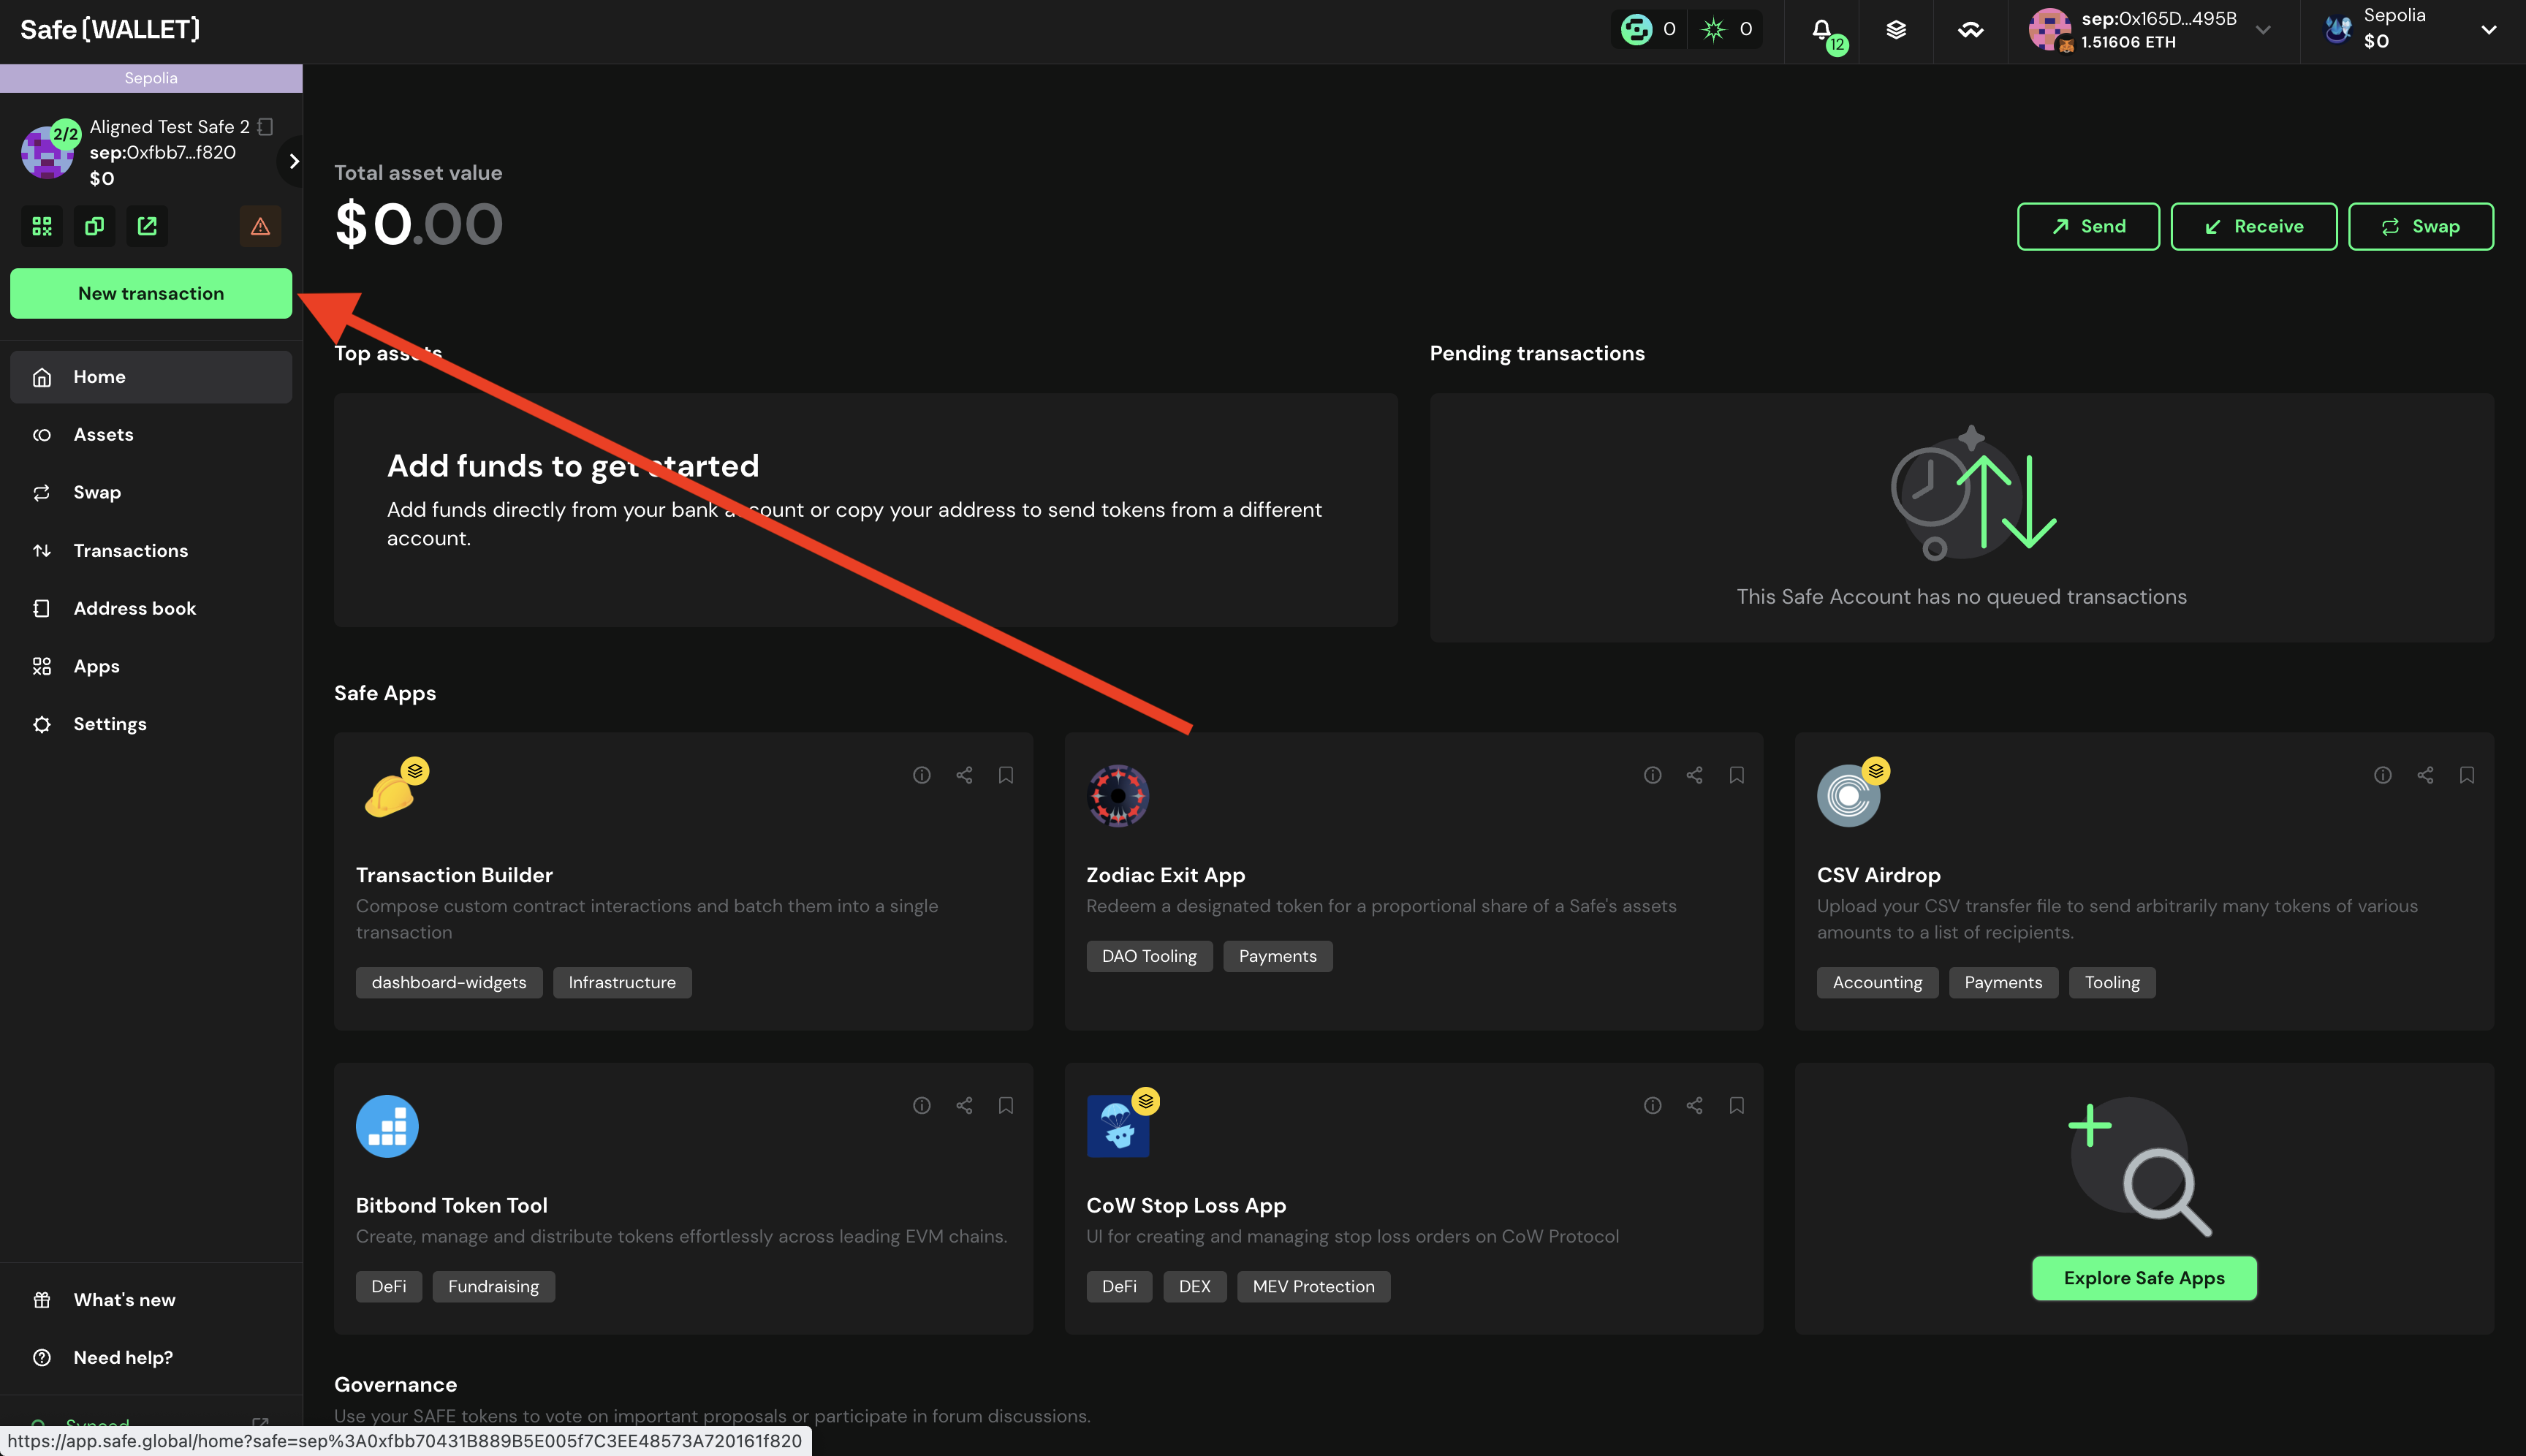 Safe{WALLET}
0
0
12
sep:0x165D...495B
1.51606 ETH
Sepolia
$0
Sepolia
2/2
Aligned Test Safe 2
sep:0xfbb7...f820
$0
New transaction
Home
Assets
Swap
Transactions
Address book
Apps
Settings
What's new
Need help?
Synced
Total asset value
$0.00
Send
Receive
Swap
Top assets
Add funds to get started
Add funds directly from your bank account or copy your address to send tokens from a different
account.
Pending transactions
This Safe Account has no queued transactions
Safe Apps
Transaction Builder
Compose custom contract interactions and batch them into a single
transaction
dashboard-widgets
Infrastructure
Zodiac Exit App
Redeem a designated token for a proportional share of a Safe's assets
DAO Tooling
Payments
CSV Airdrop
Upload your CSV transfer file to send arbitrarily many tokens of various
amounts to a list of recipients.
Accounting
Payments
Tooling
Bitbond Token Tool
Create, manage and distribute tokens effortlessly across leading EVM chains.
DeFi
Fundraising
CoW Stop Loss App
UI for creating and managing stop loss orders on CoW Protocol
DeFi
DEX
MEV Protection
Explore Safe Apps
Governance
Use your SAFE tokens to vote on important proposals or participate in forum discussions.
https://app.safe.global/home?safe=sep%3A0xfbb70431B889B5E005f7C3EE48573A720161f820